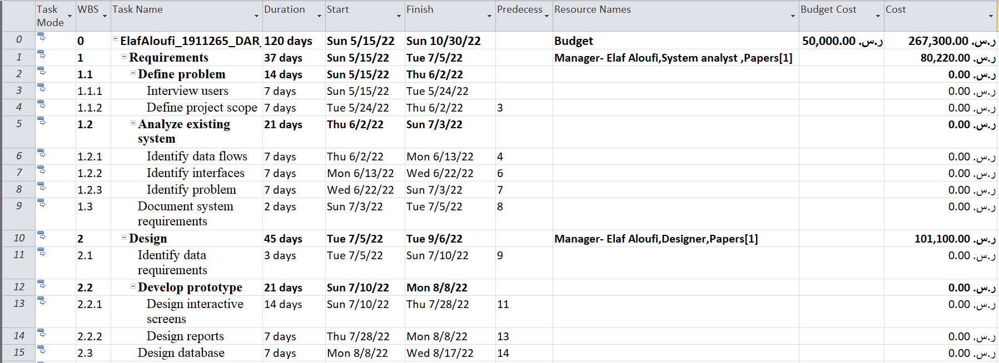 Task Mode WBS Task Name Duration Start Finish Predecess Resource Names Budget Cost Cost
0 0 ElafAloufi_1911265_DAR_ 120 days Sun 5/15/22 Sun 10/30/22 Budget ر.س. 50,000.00 ر.س. 267,300.00
1 1 Requirements 37 days Sun 5/15/22 Tue 7/5/22 Manager- Elaf Aloufi,System analyst ,Papers[1] ر.س. 80,220.00
2 1.1 Define problem 14 days Sun 5/15/22 Thu 6/2/22 ر.س. 0.00
3 1.1.1 Interview users 7 days Sun 5/15/22 Tue 5/24/22 ر.س. 0.00
4 1.1.2 Define project scope 7 days Tue 5/24/22 Thu 6/2/22 3 ر.س. 0.00
5 1.2 Analyze existing system 21 days Thu 6/2/22 Sun 7/3/22 ر.س. 0.00
6 1.2.1 Identify data flows 7 days Thu 6/2/22 Mon 6/13/22 4 ر.س. 0.00
7 1.2.2 Identify interfaces 7 days Mon 6/13/22 Wed 6/22/22 6 ر.س. 0.00
8 1.2.3 Identify problem 7 days Wed 6/22/22 Sun 7/3/22 7 ر.س. 0.00
9 1.3 Document system requirements 2 days Sun 7/3/22 Tue 7/5/22 8 ر.س. 0.00
10 2 Design 45 days Tue 7/5/22 Tue 9/6/22 Manager- Elaf Aloufi,Designer,Papers[1] ر.س. 101,100.00
11 2.1 Identify data requirements 3 days Tue 7/5/22 Sun 7/10/22 9 ر.س. 0.00
12 2.2 Develop prototype 21 days Sun 7/10/22 Mon 8/8/22 ر.س. 0.00
13 2.2.1 Design interactive screens 14 days Sun 7/10/22 Thu 7/28/22 11 ر.س. 0.00
14 2.2.2 Design reports 7 days Thu 7/28/22 Mon 8/8/22 13 ر.س. 0.00
15 2.3 Design database 7 days Mon 8/8/22 Wed 8/17/22 14 ر.س. 0.00